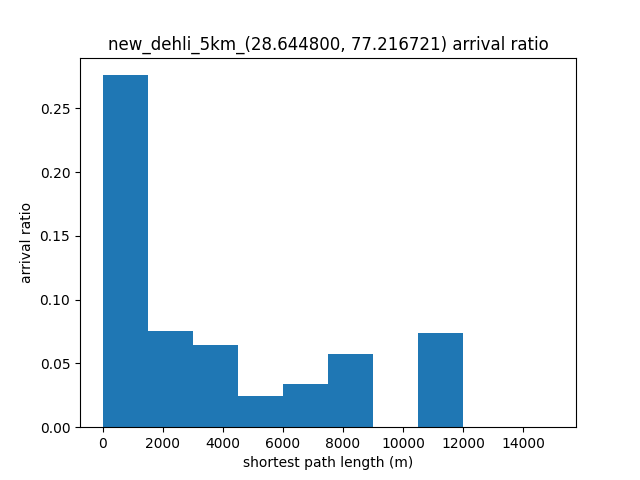 new_dehli_5km_(28.644800, 77.216721) arrival ratio
0.25
0.20
0.15
0.10
0.05
0.00
arrival ratio
0 2000 4000 6000 8000 10000 12000 14000
shortest path length (m)